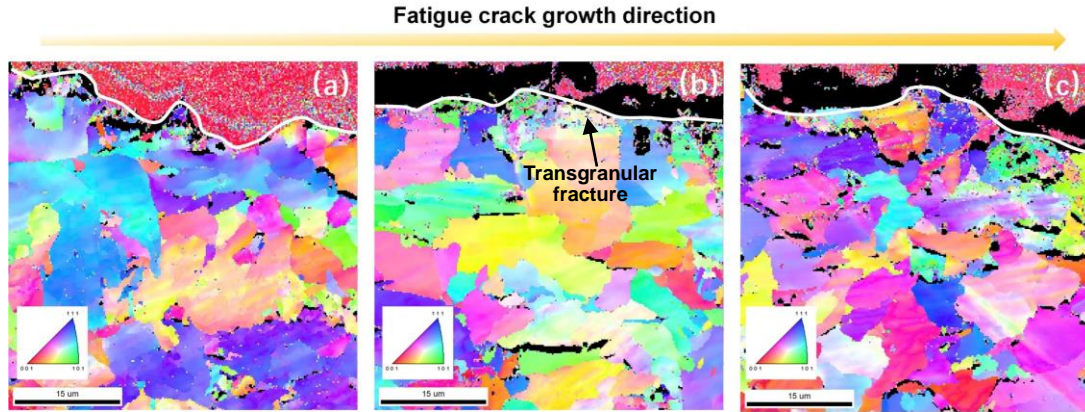 Fatigue crack growth direction
(a)
(b)
(c)
Transgranular
fracture
111
001
101
15 um
111
001
101
15 um
111
001
101
15 um